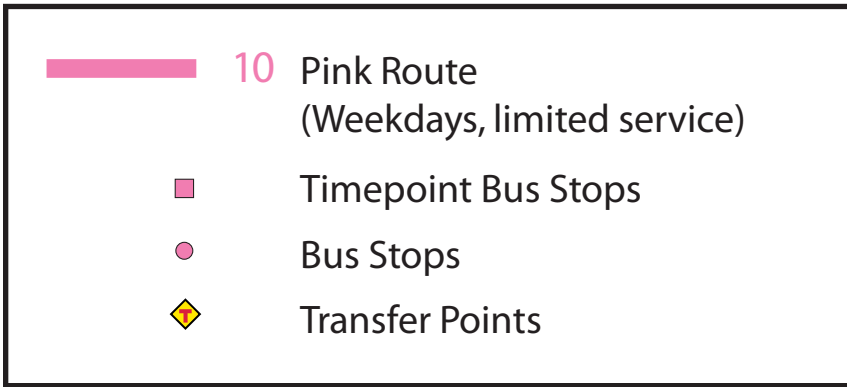 10 Pink Route
(Weekdays, limited service)
Timepoint Bus Stops
Bus Stops
T Transfer Points